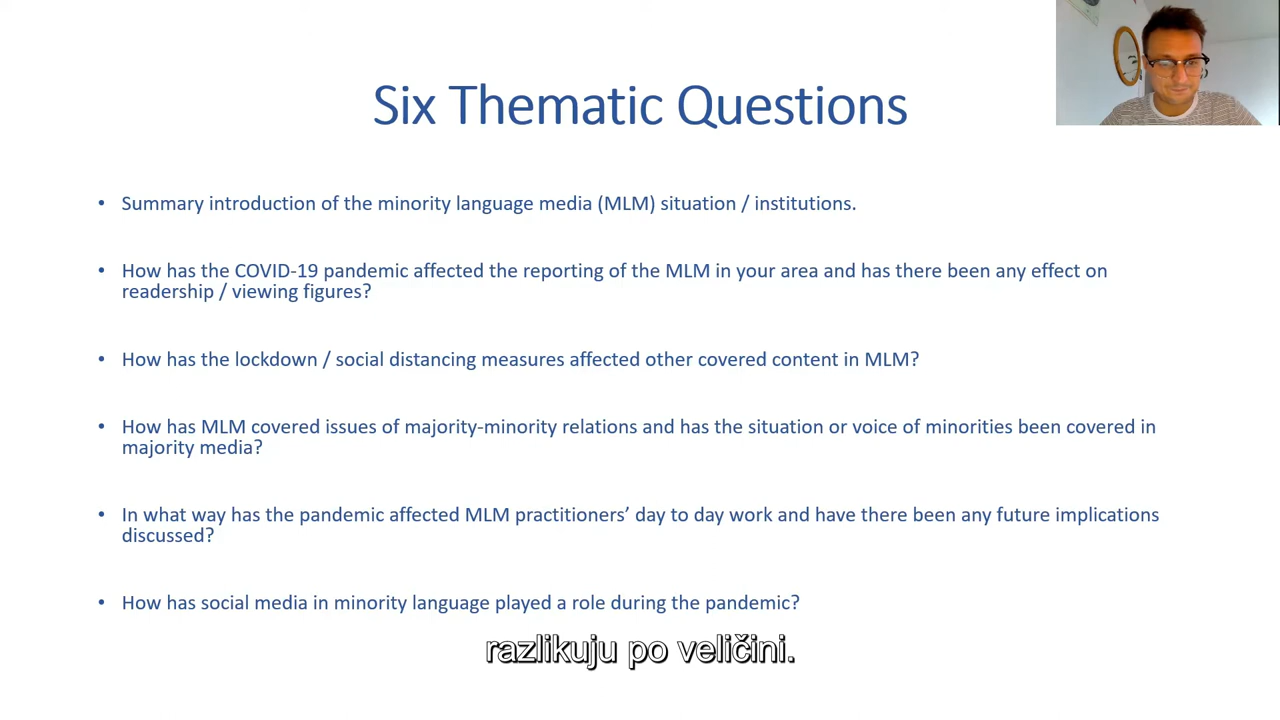 Six Thematic Questions
• Summary introduction of the minority language media (MLM) situation / institutions.
• How has the COVID-19 pandemic affected the reporting of the MLM in your area and has there been any effect on
readership / viewing figures?
• How has the lockdown / social distancing measures affected other covered content in MLM?
• How has MLM covered issues of majority-minority relations and has the situation or voice of minorities been covered in
majority media?
• In what way has the pandemic affected MLM practitioners’ day to day work and have there been any future implications
discussed?
• How has social media in minority language played a role during the pandemic?
razlikuju po veličini.